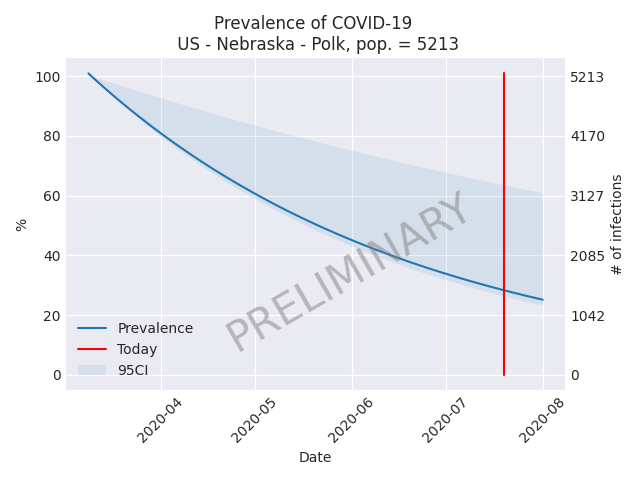 Prevalence of COVID-19
US - Nebraska - Polk, pop. = 5213
100
80
60
40
20
0
%
5213
4170
3127
2085
1042
0
# of infections
PRELIMINARY
Prevalence
Today
95CI
2020-04
2020-05
2020-06
2020-07
2020-08
Date